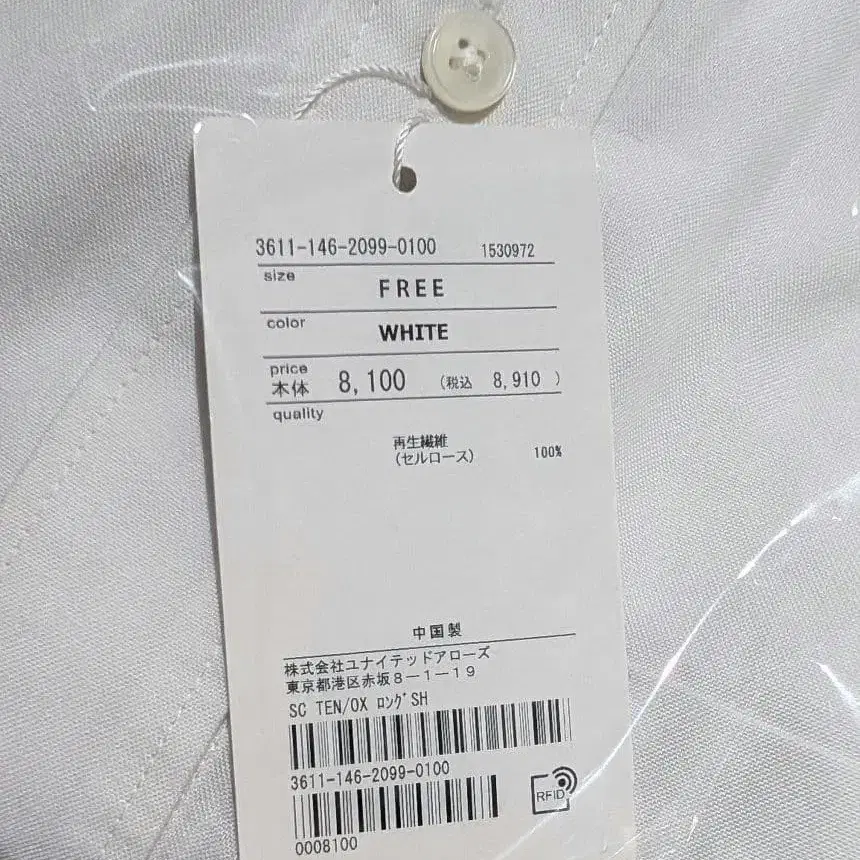 3611-146-2099-0100 1530972
size
FREE
color
WHITE
price
本体 8,100 (税込 8,910 )
quality
再生繊維
(セルロース) 100%
中国製
株式会社ユナイテッドアローズ
東京都港区赤坂8-1-19
SC TEN/OX ロングSH
3611-146-2099-0100
RFID
0008100